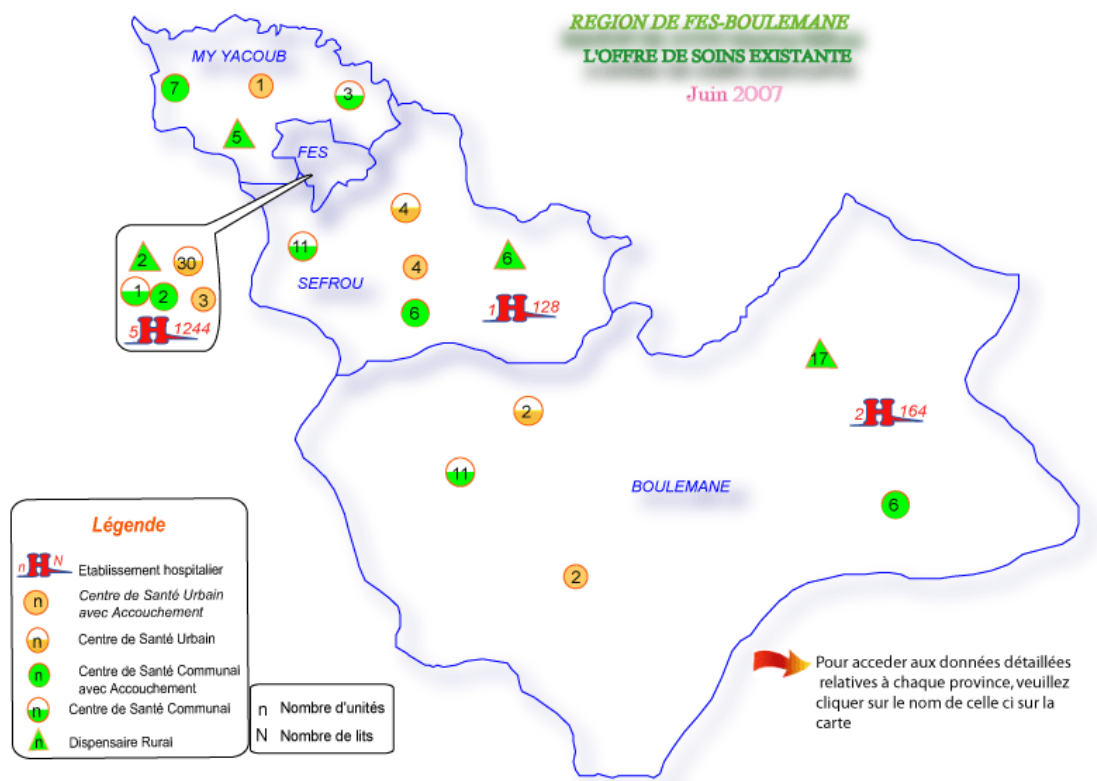 REGION DE FES-BOULEMANE
L'OFFRE DE SOINS EXISTANTE
Juin 2007
MY YACOUB
7
1
3
5
FES
4
11
SEFROU
4
6
6
1 H 128
2
30
1
2
3
5 H 1244
17
2 H 164
2
11
BOULEMANE
6
2
Légende
n H N Etablissement hospitalier
n Centre de Santé Urbain
avec Accouchement
n Centre de Santé Urbain
n Centre de Santé Communal
avec Accouchement
n Centre de Santé Communal
n Dispensaire Rural
n Nombre d'unités
N Nombre de lits
Pour acceder aux données détaillées
relatives à chaque province, veuillez
cliquer sur le nom de celle ci sur la
carte